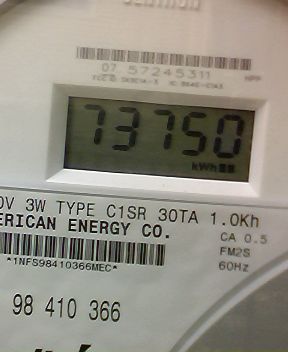 07 57245311
73750
kWh
0V 3W TYPE C1SR 30TA 1.0Kh
ERICAN ENERGY CO.
CA 0.5
FM2S
60Hz
*1NFS98410366MEC*
98 410 366